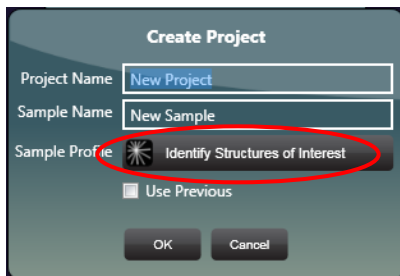 Create Project
Project Name New Project
Sample Name New Sample
Sample Profile Identify Structures of Interest
Use Previous
OK Cancel